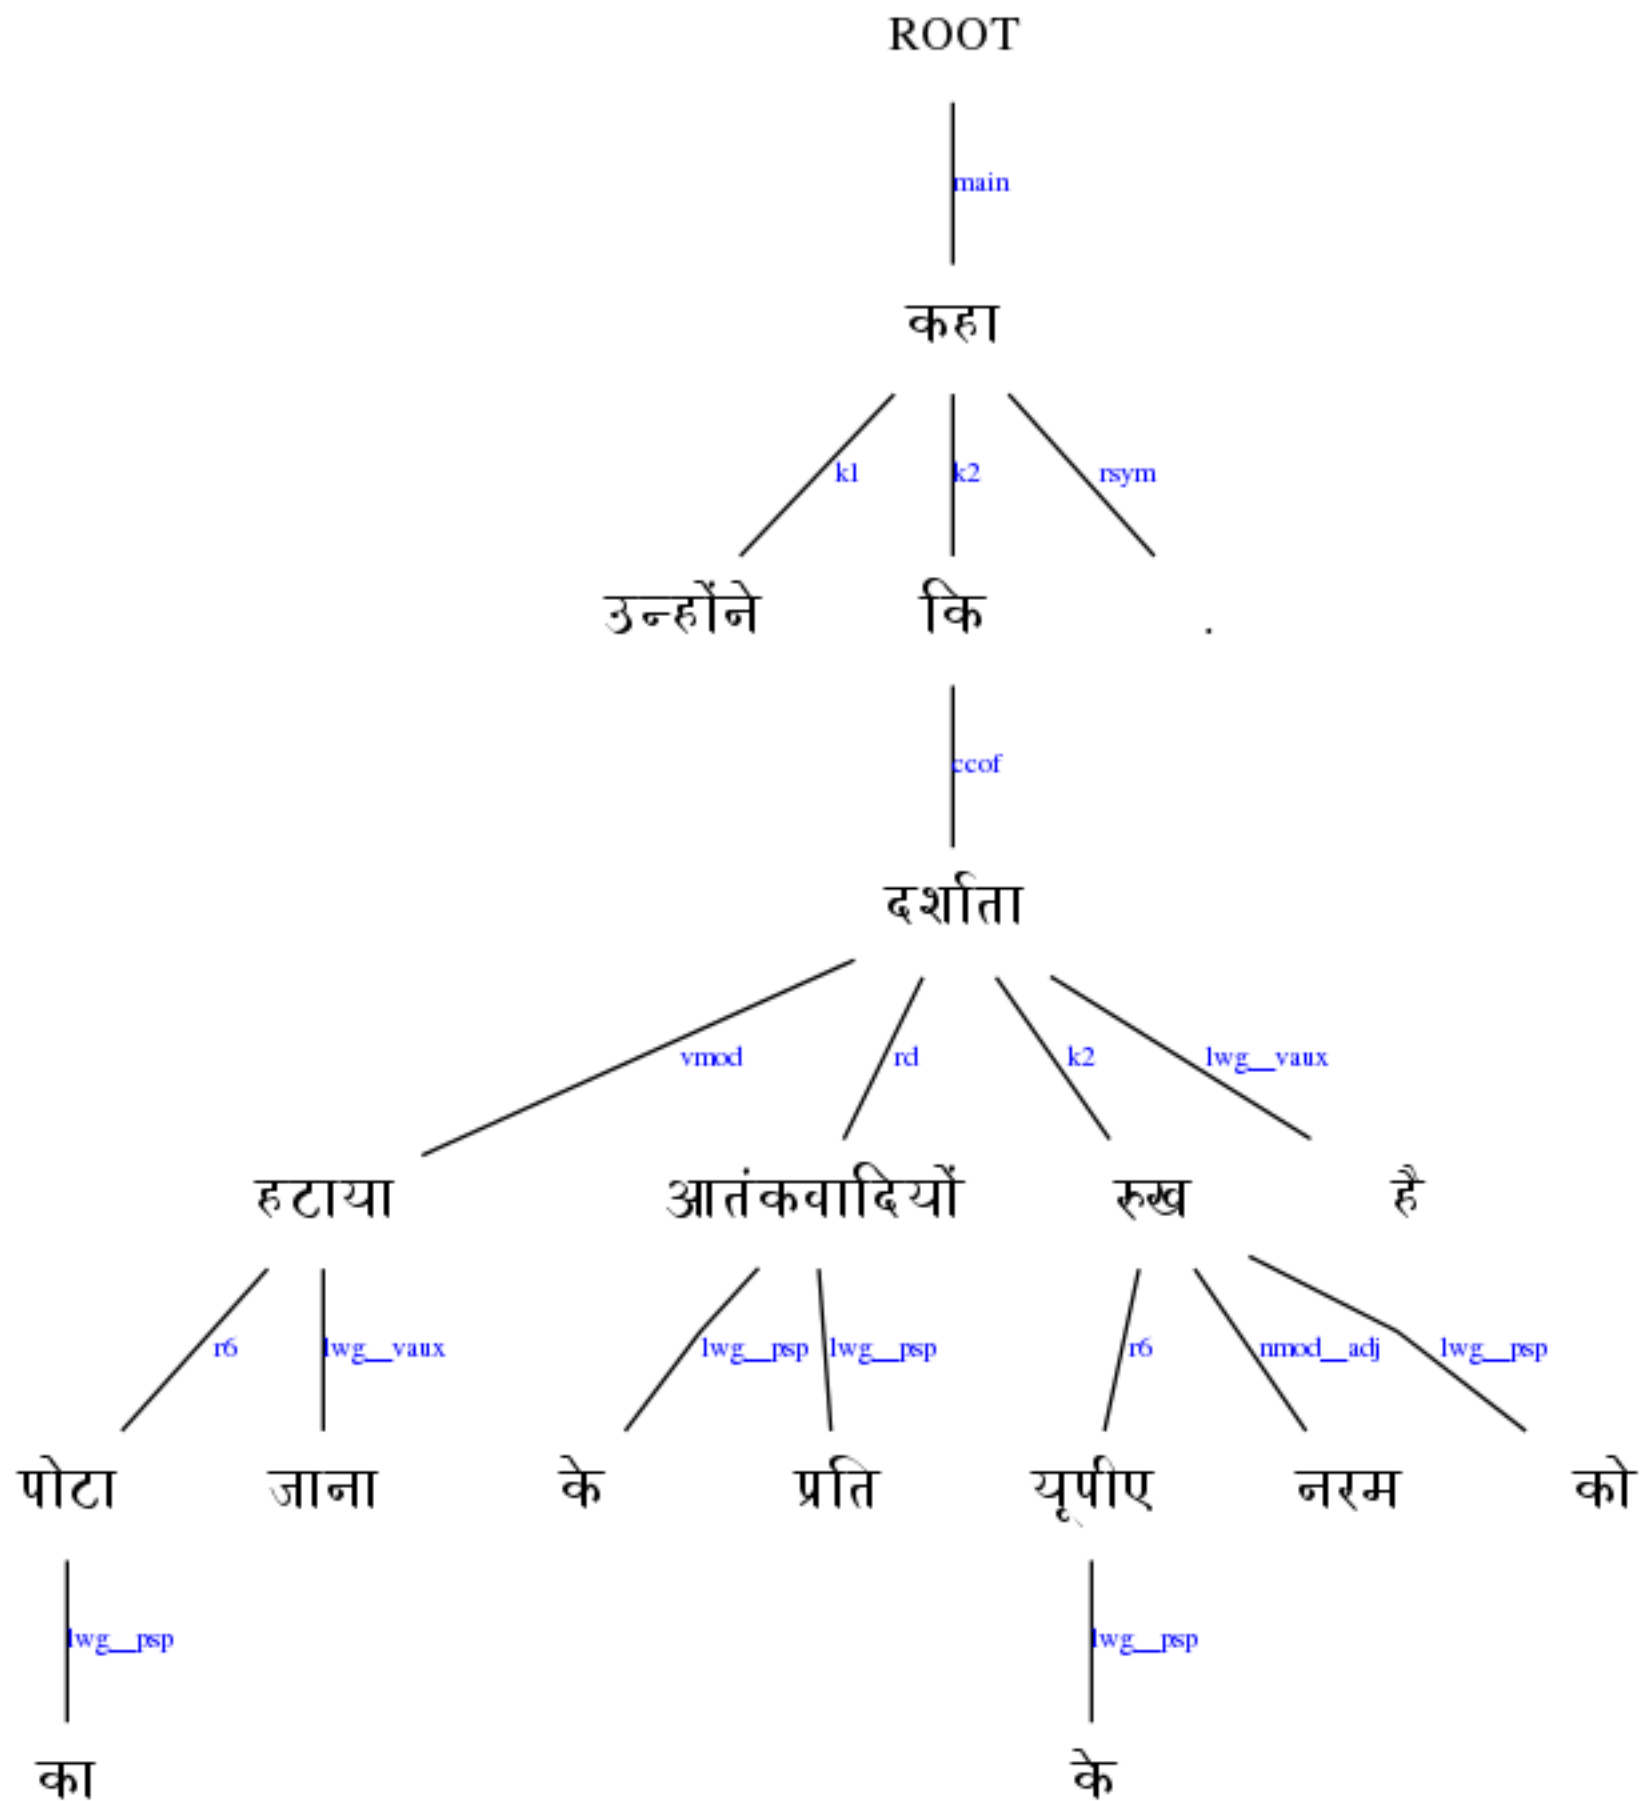 ROOT
main
कहा
k1 k2 rsym
उन्होंने कि .
ccof
दर्शाता
vmod rd k2 lwg__vaux
हटाया आतंकवादियों रुख है
r6 lwg__vaux lwg__psp lwg__psp r6 nmod__adj lwg__psp
पोटा जाना के प्रति यूपीए नरम को
lwg__psp lwg__psp
का के